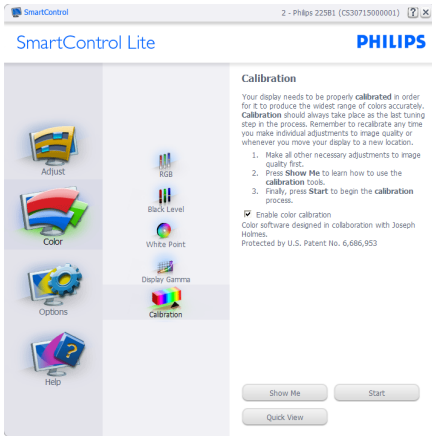 SmartControl
2 - Philips 225B1 (CS30715000001)
SmartControl Lite
PHILIPS
Adjust
Color
Options
Help
RGB
Black Level
White Point
Display Gamma
Calibration
Calibration
Your display needs to be properly calibrated in order
for it to produce the widest range of colors accurately.
Calibration should always take place as the last tuning
step in the process. Remember to recalibrate any time
you make individual adjustments to image quality or
whenever you move your display to a new location.
1. Make all other necessary adjustments to image
quality first.
2. Press Show Me to learn how to use the
calibration tools.
3. Finally, press Start to begin the calibration
process.
Enable color calibration
Color software designed in collaboration with Joseph
Holmes.
Protected by U.S. Patent No. 6,686,953
Show Me
Start
Quick View